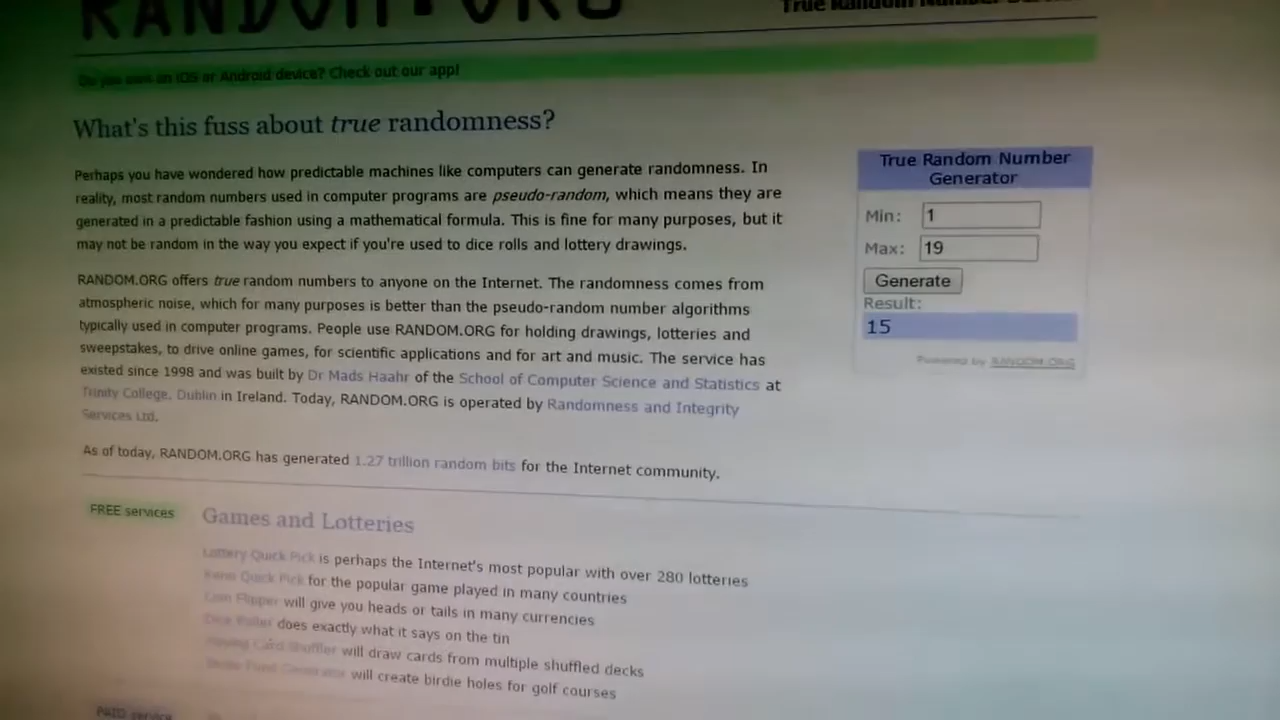 RANDOM.ORG
True Random Number
Do you own an iOS or Android device? Check out our app!
What's this fuss about true randomness?
Perhaps you have wondered how predictable machines like computers can generate randomness. In
reality, most random numbers used in computer programs are pseudo-random, which means they are
generated in a predictable fashion using a mathematical formula. This is fine for many purposes, but it
may not be random in the way you expect if you're used to dice rolls and lottery drawings.
RANDOM.ORG offers true random numbers to anyone on the Internet. The randomness comes from
atmospheric noise, which for many purposes is better than the pseudo-random number algorithms
typically used in computer programs. People use RANDOM.ORG for holding drawings, lotteries and
sweepstakes, to drive online games, for scientific applications and for art and music. The service has
existed since 1998 and was built by Dr Mads Haahr of the School of Computer Science and Statistics at
Trinity College, Dublin in Ireland. Today, RANDOM.ORG is operated by Randomness and Integrity
Services Ltd.
As of today, RANDOM.ORG has generated 1.27 trillion random bits for the Internet community.
True Random Number
Generator
Min: 1
Max: 19
Generate
Result:
15
Powered by RANDOM.ORG
FREE services
Games and Lotteries
Lottery Quick Pick is perhaps the Internet's most popular with over 280 lotteries
Keno Quick Pick for the popular game played in many countries
Coin Flipper will give you heads or tails in many currencies
Dice Roller does exactly what it says on the tin
Playing Card Shuffler will draw cards from multiple shuffled decks
Birdie Fund Generator will create birdie holes for golf courses
PAID service